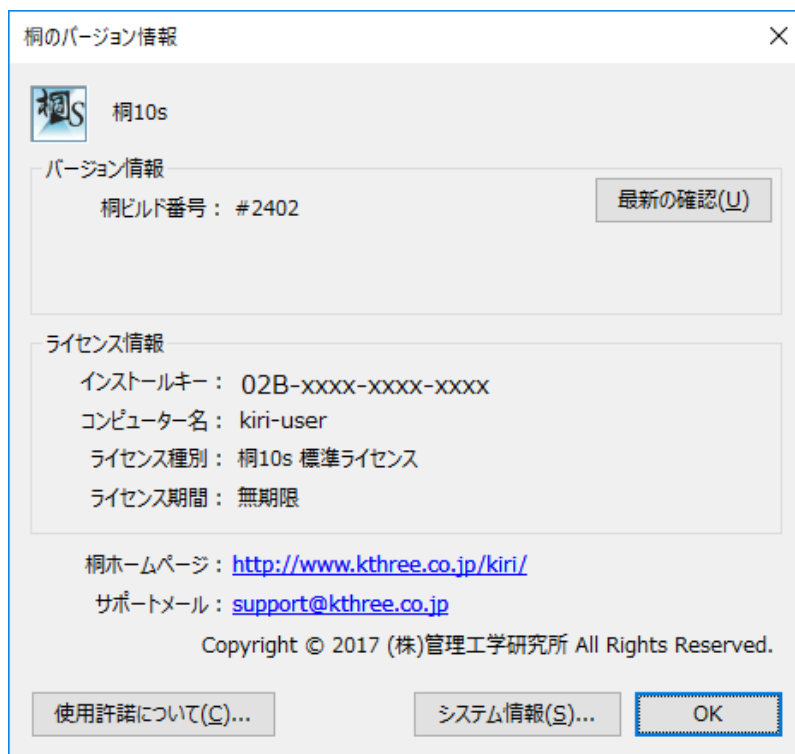 桐のバージョン情報
桐S 桐10s
バージョン情報
桐ビルド番号： #2402 最新の確認(U)
ライセンス情報
インストールキー： 02B-xxxx-xxxx-xxxx
コンピューター名： kiri-user
ライセンス種別： 桐10s 標準ライセンス
ライセンス期間： 無期限
桐ホームページ： http://www.kthree.co.jp/kiri/
サポートメール： support@kthree.co.jp
Copyright © 2017 (株)管理工学研究所 All Rights Reserved.
使用許諾について(C)... システム情報(S)... OK